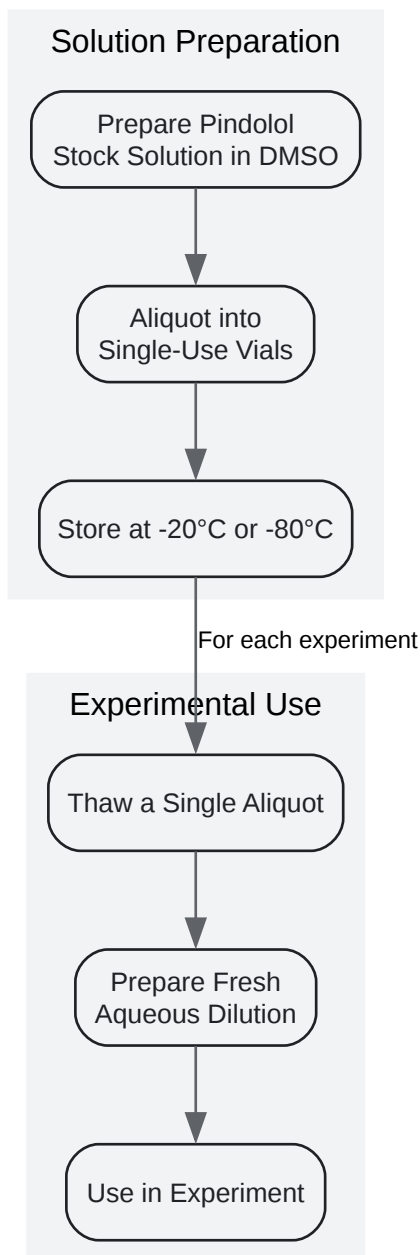 Solution Preparation
Prepare Pindolol
Stock Solution in DMSO
Aliquot into
Single-Use Vials
Store at -20°C or -80°C
For each experiment
Experimental Use
Thaw a Single Aliquot
Prepare Fresh
Aqueous Dilution
Use in Experiment